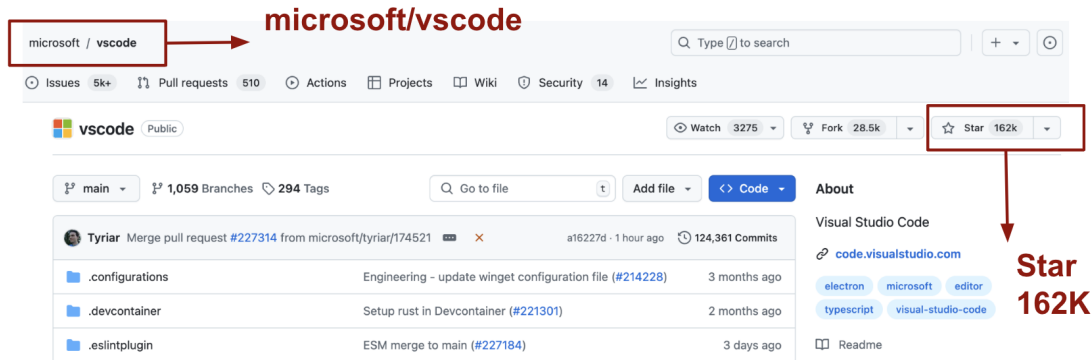 microsoft/vscode
microsoft / vscode
Type / to search
Issues 5k+ Pull requests 510 Actions Projects Wiki Security 14 Insights
vscode Public
Watch 3275 Fork 28.5k Star 162k
main 1,059 Branches 294 Tags
Go to file t
Add file
<> Code
Tyriar Merge pull request #227314 from microsoft/tyriar/174521 a16227d · 1 hour ago 124,361 Commits
.configurations Engineering - update winget configuration file (#214228) 3 months ago
.devcontainer Setup rust in Devcontainer (#221301) 2 months ago
.eslintplugin ESM merge to main (#227184) 3 days ago
About
Visual Studio Code
code.visualstudio.com
electron microsoft editor
typescript visual-studio-code
Readme
Star
162K